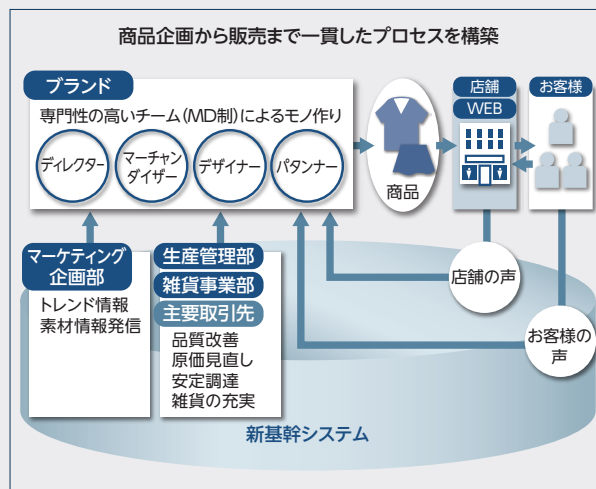 商品企画から販売まで一貫したプロセスを構築
ブランド
専門性の高いチーム(MD制)によるモノ作り
ディレクター
マーチャン
ダイザー
デザイナー
パタンナー
商品
店舗
WEB
お客様
マーケティング
企画部
トレンド情報
素材情報発信
生産管理部
雑貨事業部
主要取引先
品質改善
原価見直し
安定調達
雑貨の充実
店舗の声
お客様の
声
新基幹システム